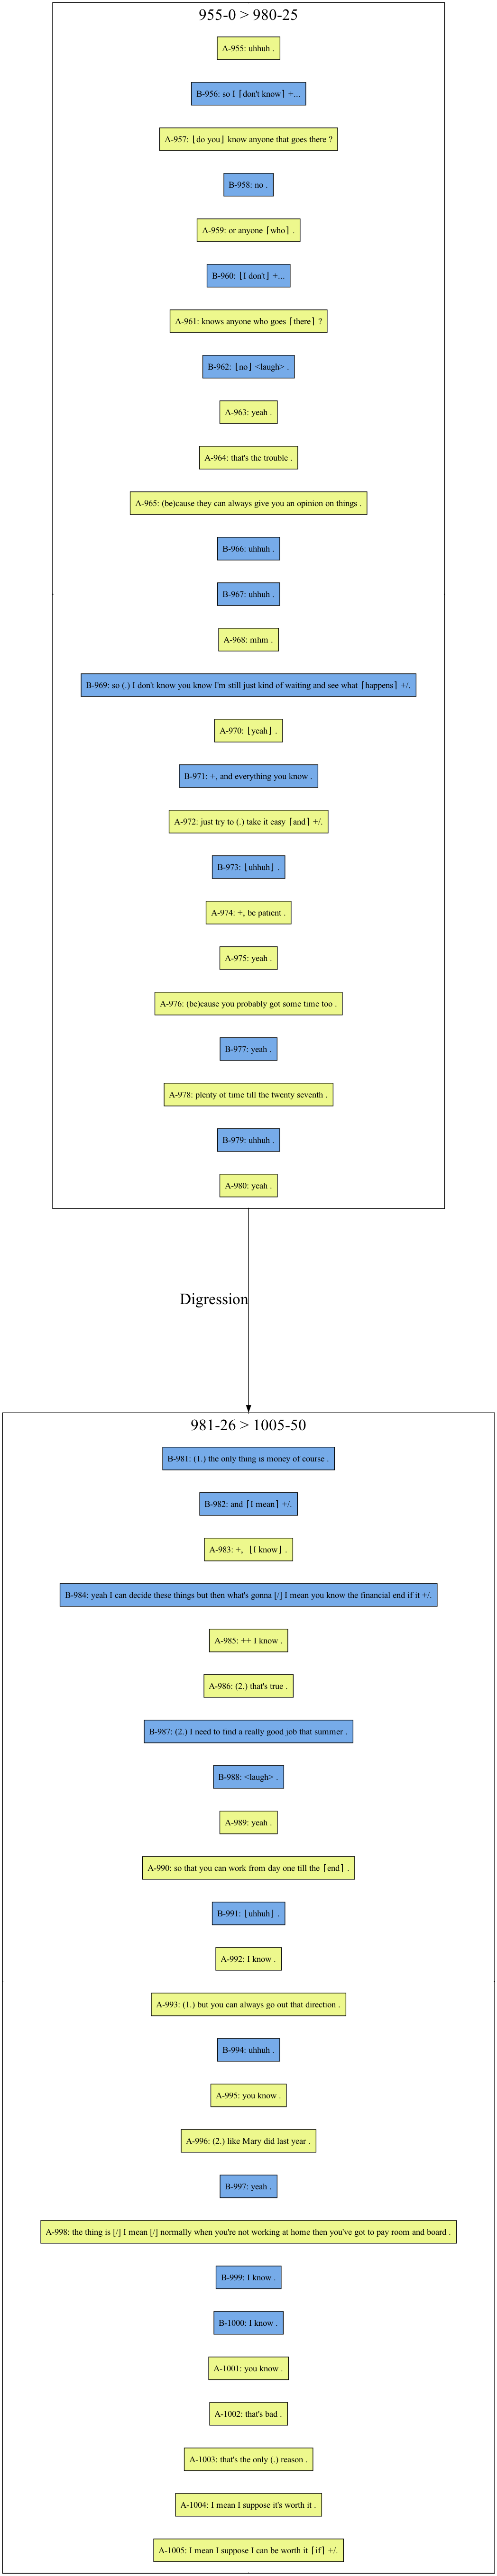 955-0 > 980-25
A-955: uhhuh .
B-956: so I ⌈don't know⌉ +...
A-957: ⌊do you⌋ know anyone that goes there ?
B-958: no .
A-959: or anyone ⌈who⌉ .
B-960: ⌊I don't⌋ +...
A-961: knows anyone who goes ⌈there⌉ ?
B-962: ⌊no⌋ <laugh> .
A-963: yeah .
A-964: that's the trouble .
A-965: (be)cause they can always give you an opinion on things .
B-966: uhhuh .
B-967: uhhuh .
A-968: mhm .
B-969: so (.) I don't know you know I'm still just kind of waiting and see what ⌈happens⌉ +/.
A-970: ⌊yeah⌋ .
B-971: +, and everything you know .
A-972: just try to (.) take it easy ⌈and⌉ +/.
B-973: ⌊uhhuh⌋ .
A-974: +, be patient .
A-975: yeah .
A-976: (be)cause you probably got some time too .
B-977: yeah .
A-978: plenty of time till the twenty seventh .
B-979: uhhuh .
A-980: yeah .
Digression
981-26 > 1005-50
B-981: (1.) the only thing is money of course .
B-982: and ⌈I mean⌉ +/.
A-983: +, ⌊I know⌋ .
B-984: yeah I can decide these things but then what's gonna [/] I mean you know the financial end if it +/.
A-985: ++ I know .
A-986: (2.) that's true .
B-987: (2.) I need to find a really good job that summer .
B-988: <laugh> .
A-989: yeah .
A-990: so that you can work from day one till the ⌈end⌉ .
B-991: ⌊uhhuh⌋ .
A-992: I know .
A-993: (1.) but you can always go out that direction .
B-994: uhhuh .
A-995: you know .
A-996: (2.) like Mary did last year .
B-997: yeah .
A-998: the thing is [/] I mean [/] normally when you're not working at home then you've got to pay room and board .
B-999: I know .
B-1000: I know .
A-1001: you know .
A-1002: that's bad .
A-1003: that's the only (.) reason .
A-1004: I mean I suppose it's worth it .
A-1005: I mean I suppose I can be worth it ⌈if⌉ +/.